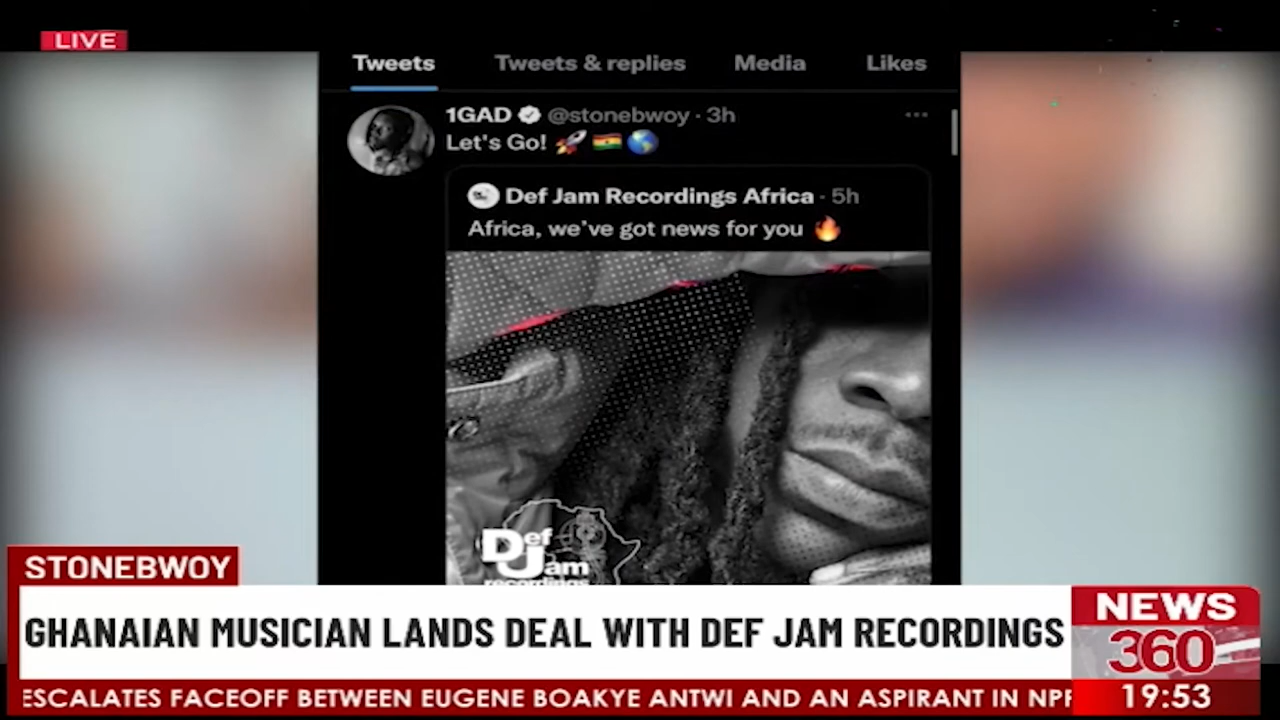 LIVE
Tweets Tweets & replies Media Likes
1GAD @stonebwoy · 3h
Let's Go! 🚀🇬🇭🌎
Def Jam Recordings Africa · 5h
Africa, we've got news for you 🔥
Def
Jam
recordings
STONEBWOY
GHANAIAN MUSICIAN LANDS DEAL WITH DEF JAM RECORDINGS
NEWS
360
ESCALATES FACEOFF BETWEEN EUGENE BOAKYE ANTWI AND AN ASPIRANT IN NPP
19:53